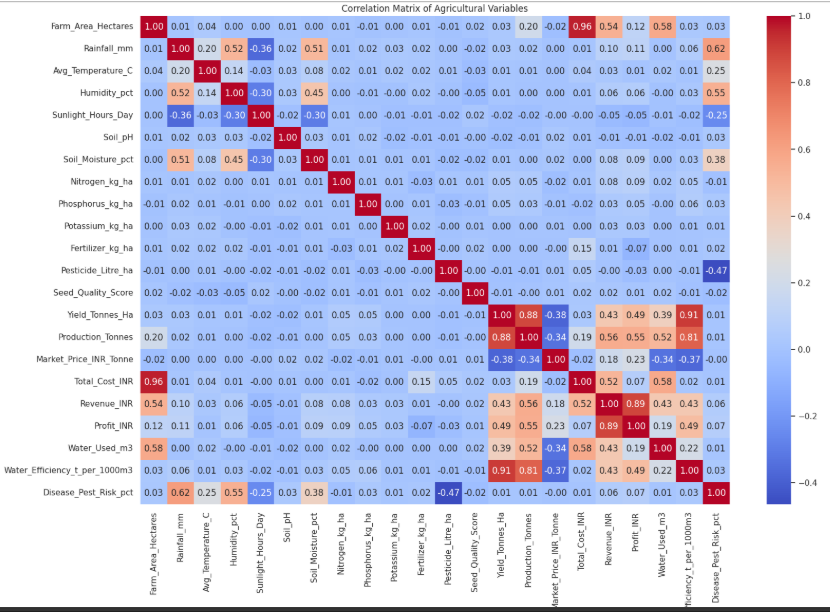 Correlation Matrix of Agricultural Variables
Farm_Area_Hectares 1.00 0.01 0.04 0.00 0.00 0.01 0.00 0.01 -0.01 0.00 0.01 -0.01 0.02 0.03 0.20 -0.02 0.96 0.54 0.12 0.58 0.03 0.03
Rainfall_mm 0.01 1.00 0.20 0.52 -0.36 0.02 0.51 0.01 0.02 0.03 0.02 0.00 -0.02 0.03 0.02 0.00 0.01 0.10 0.11 0.00 0.06 0.62
Avg_Temperature_C 0.04 0.20 1.00 0.14 -0.03 0.03 0.08 0.02 0.01 0.02 0.02 0.01 -0.03 0.01 0.01 0.00 0.04 0.03 0.01 0.02 0.01 0.25
Humidity_pct 0.00 0.52 0.14 1.00 -0.30 0.03 0.45 0.00 -0.01 -0.00 0.02 -0.00 -0.05 0.01 0.01 -0.00 0.01 0.06 0.06 -0.00 0.03 0.55
Sunlight_Hours_Day 0.00 -0.36 -0.03 -0.30 1.00 -0.02 -0.30 0.01 0.00 -0.01 -0.01 -0.02 0.02 -0.02 -0.02 0.00 -0.00 -0.05 -0.05 -0.01 -0.02 -0.25
Soil_pH 0.01 0.02 0.03 0.03 -0.02 1.00 0.03 0.01 0.02 -0.02 0.01 -0.01 -0.00 -0.01 -0.01 0.02 0.01 -0.01 -0.01 -0.02 -0.01 0.03
Soil_Moisture_pct 0.00 0.51 0.08 0.45 -0.30 0.03 1.00 0.01 0.01 0.01 0.01 -0.02 -0.02 0.01 0.01 -0.02 0.00 0.08 0.09 0.00 0.03 0.38
Nitrogen_kg_ha 0.01 0.01 0.02 0.00 0.01 0.01 0.01 1.00 0.01 0.01 -0.03 0.01 0.01 0.05 0.05 -0.02 0.01 0.08 0.09 0.02 0.05 -0.01
Phosphorus_kg_ha -0.01 0.02 0.01 -0.01 0.00 0.02 0.01 0.01 1.00 0.01 0.01 -0.03 -0.01 0.05 0.03 -0.01 -0.02 0.03 0.05 -0.00 0.06 0.03
Potassium_kg_ha 0.00 0.03 0.02 -0.00 -0.01 -0.02 0.01 0.01 0.01 1.00 0.02 -0.00 0.01 0.00 0.00 0.00 0.00 0.03 0.03 0.00 0.01 0.01
Fertilizer_kg_ha 0.01 0.02 0.02 0.02 -0.01 0.01 0.01 -0.03 0.01 0.02 1.00 -0.00 0.02 0.00 0.00 -0.00 0.15 0.01 -0.07 0.00 0.01 0.02
Pesticide_Litre_ha -0.01 0.00 0.01 -0.00 -0.02 -0.01 -0.02 0.01 -0.03 -0.00 -0.00 1.00 -0.00 -0.01 -0.01 0.01 0.05 -0.00 -0.03 0.00 -0.01 -0.47
Seed_Quality_Score 0.02 -0.02 -0.03 -0.05 0.02 -0.00 -0.02 0.01 -0.01 0.01 0.02 -0.00 1.00 -0.01 -0.00 0.01 0.02 0.01 -0.01 0.02 -0.01 -0.02
Yield_Tonnes_Ha 0.03 0.03 0.01 0.01 -0.02 -0.01 0.01 0.05 0.05 0.00 0.00 -0.01 -0.01 1.00 0.88 -0.38 0.03 0.43 0.49 0.39 0.91 0.01
Production_Tonnes 0.20 0.02 0.01 0.01 -0.02 -0.01 0.01 0.05 0.03 0.00 0.00 -0.01 -0.00 0.88 1.00 -0.34 0.19 0.56 0.55 0.52 0.81 0.01
Market_Price_INR_Tonne -0.02 0.00 0.00 -0.00 0.00 0.02 -0.02 -0.02 -0.01 0.00 -0.00 0.01 0.01 -0.38 -0.34 1.00 -0.02 0.18 0.23 -0.34 -0.37 -0.00
Total_Cost_INR 0.96 0.01 0.04 0.01 -0.00 0.01 0.00 0.01 -0.02 0.00 0.15 0.05 0.02 0.03 0.19 -0.02 1.00 0.52 0.07 0.58 0.02 0.01
Revenue_INR 0.54 0.10 0.03 0.06 -0.05 -0.01 0.08 0.08 0.03 0.03 0.01 -0.00 0.01 0.43 0.56 0.18 0.52 1.00 0.89 0.43 0.43 0.06
Profit_INR 0.12 0.11 0.01 0.06 -0.05 -0.01 0.09 0.09 0.05 0.03 -0.07 -0.03 -0.01 0.49 0.55 0.23 0.07 0.89 1.00 0.19 0.49 0.07
Water_Used_m3 0.58 0.00 0.02 -0.00 -0.01 -0.02 0.00 0.02 -0.00 0.00 0.00 0.00 0.02 0.39 0.52 -0.34 0.58 0.43 0.19 1.00 0.22 0.01
Water_Efficiency_t_per_1000m3 0.03 0.06 0.01 0.03 -0.02 -0.01 0.03 0.05 0.06 0.01 0.01 -0.01 -0.01 0.91 0.81 -0.37 0.02 0.43 0.49 0.22 1.00 0.03
Disease_Pest_Risk_pct 0.03 0.62 0.25 0.55 -0.25 0.03 0.38 -0.01 0.03 0.01 0.02 -0.47 -0.02 0.01 0.01 -0.00 0.01 0.06 0.07 0.01 0.03 1.00
Farm_Area_Hectares
Rainfall_mm
Avg_Temperature_C
Humidity_pct
Sunlight_Hours_Day
Soil_pH
Soil_Moisture_pct
Nitrogen_kg_ha
Phosphorus_kg_ha
Potassium_kg_ha
Fertilizer_kg_ha
Pesticide_Litre_ha
Seed_Quality_Score
Yield_Tonnes_Ha
Production_Tonnes
Market_Price_INR_Tonne
Total_Cost_INR
Revenue_INR
Profit_INR
Water_Used_m3
fficiency_t_per_1000m3
Disease_Pest_Risk_pct
1.0
0.8
0.6
0.4
0.2
0.0
−0.2
−0.4